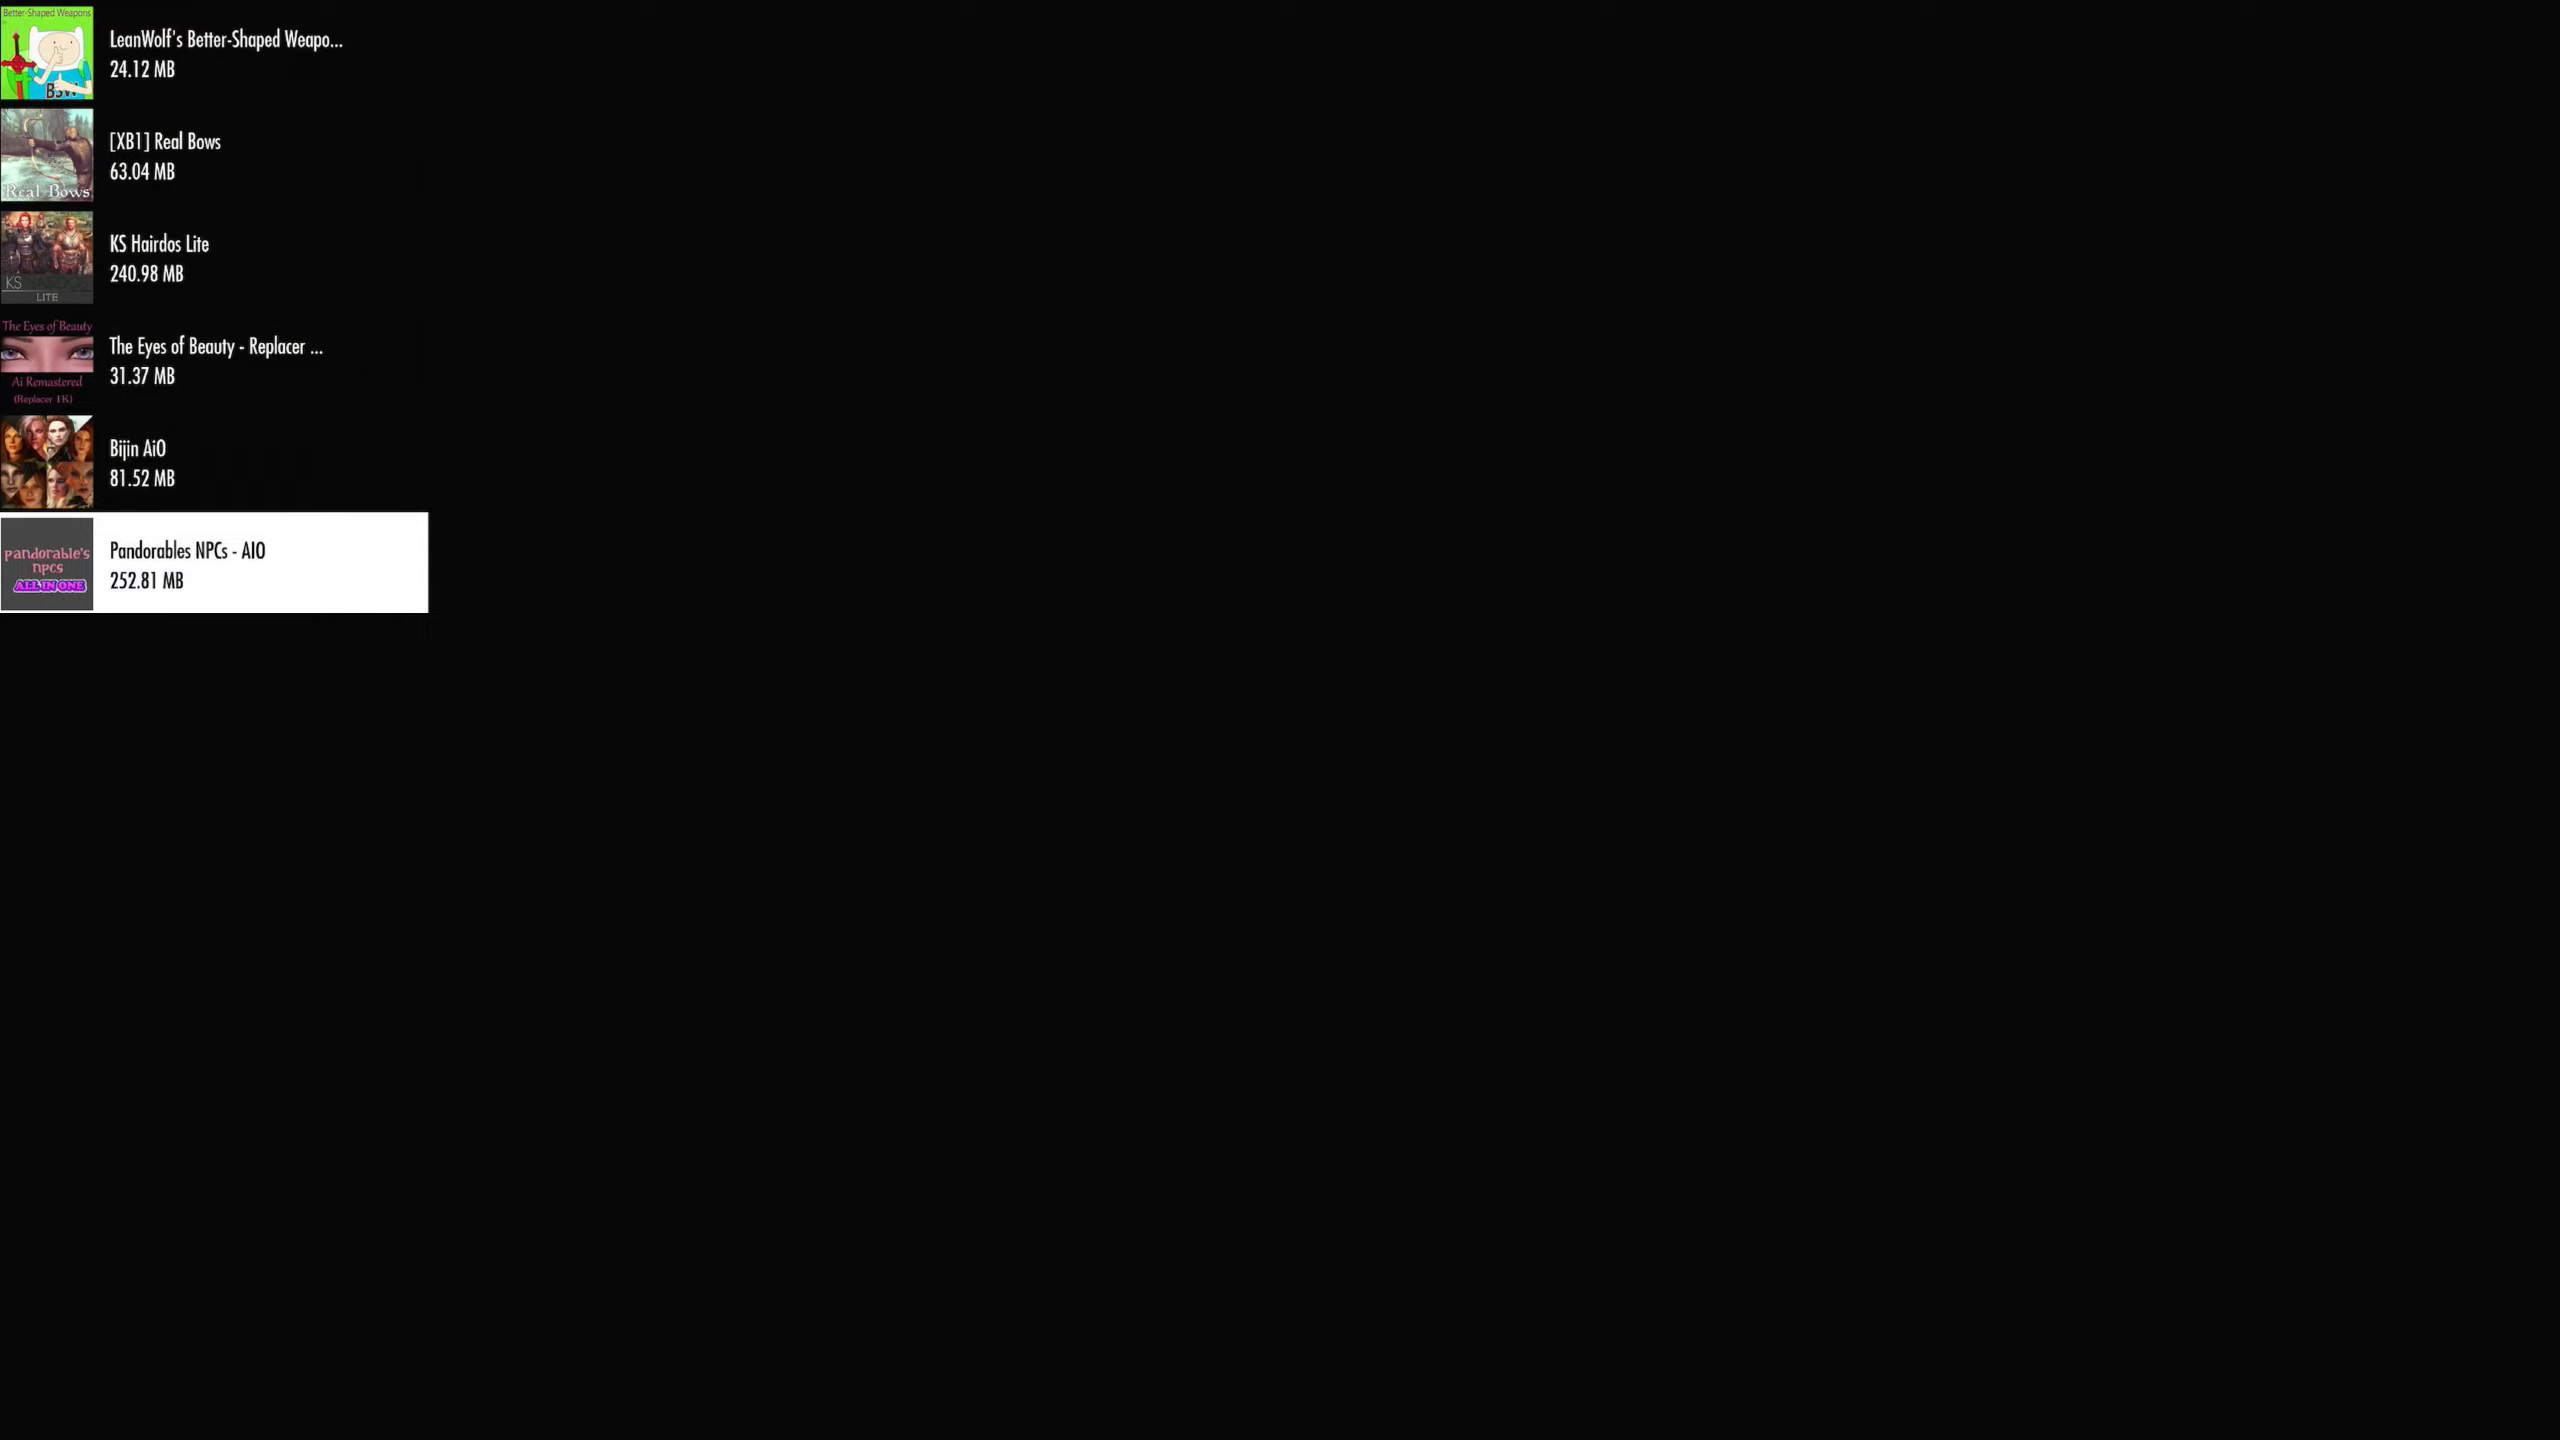 Better-Shaped Weapons
BSW
LeanWolf's Better-Shaped Weapo...
24.12 MB
Real Bows
[XB1] Real Bows
63.04 MB
KS HAIRDOS
LITE
KS Hairdos Lite
240.98 MB
The Eyes of Beauty
Ai Remastered
(Replacer 1K)
The Eyes of Beauty - Replacer ...
31.37 MB
Bijin AiO
81.52 MB
pandorable's
npcs
ALL IN ONE
Pandorables NPCs - AIO
252.81 MB